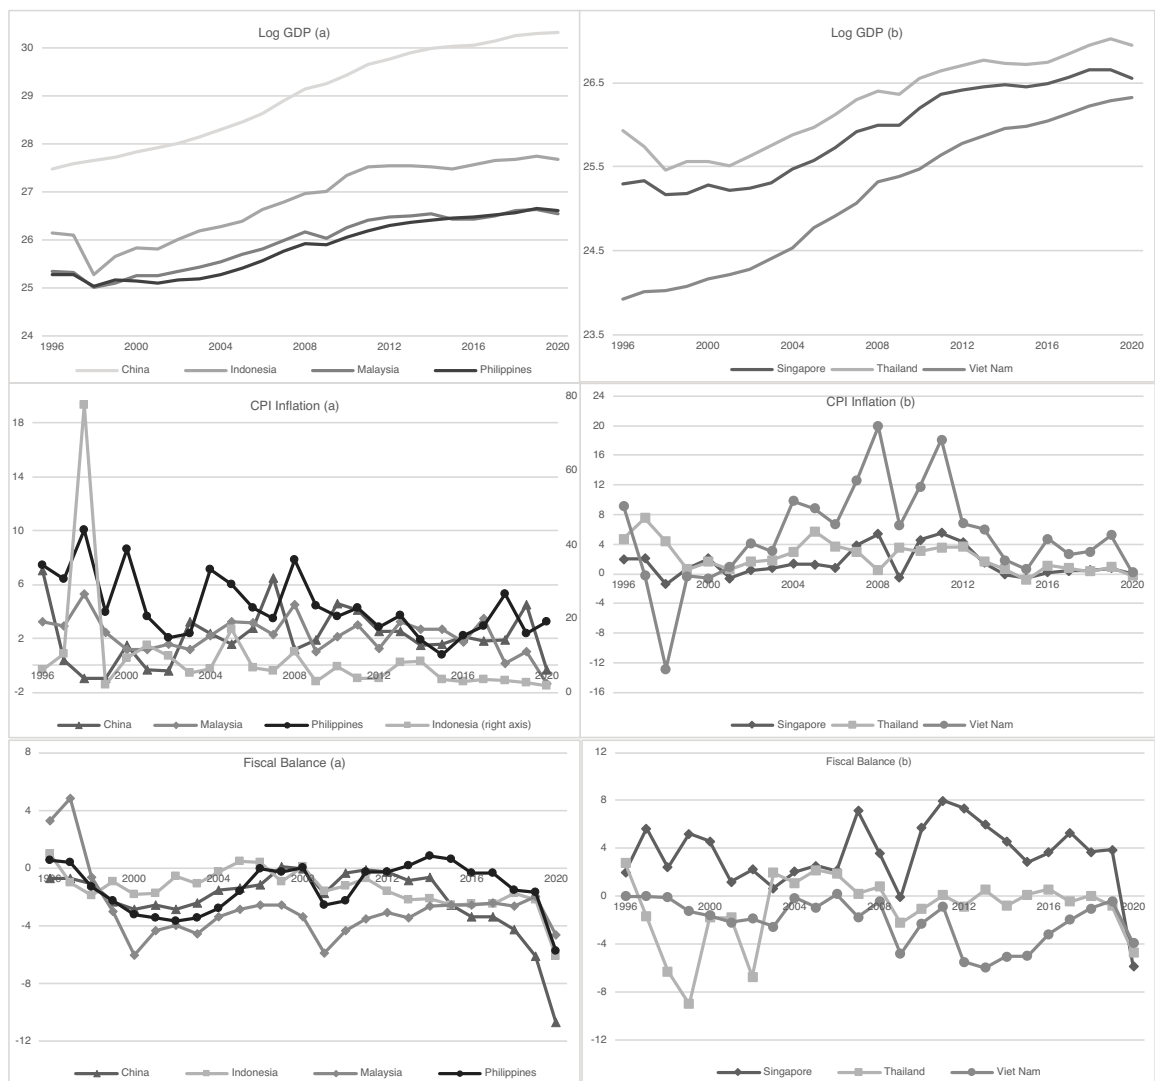 Log GDP (a)
30
29
28
27
26
25
24
1996 2000 2004 2008 2012 2016 2020
China Indonesia Malaysia Philippines
Log GDP (b)
26.5
25.5
24.5
23.5
1996 2000 2004 2008 2012 2016 2020
Singapore Thailand Viet Nam
CPI Inflation (a)
18
14
10
6
2
-2
80
60
40
20
0
1996 2000 2004 2008 2012 2016 2020
China Malaysia Philippines Indonesia (right axis)
CPI Inflation (b)
24
20
16
12
8
4
0
-4
-8
-12
-16
1996 2000 2004 2008 2012 2016 2020
Singapore Thailand Viet Nam
Fiscal Balance (a)
8
4
0
-4
-8
-12
1996 2000 2004 2008 2012 2016 2020
China Indonesia Malaysia Philippines
Fiscal Balance (b)
12
8
4
0
-4
-8
-12
1996 2000 2004 2008 2012 2016 2020
Singapore Thailand Viet Nam